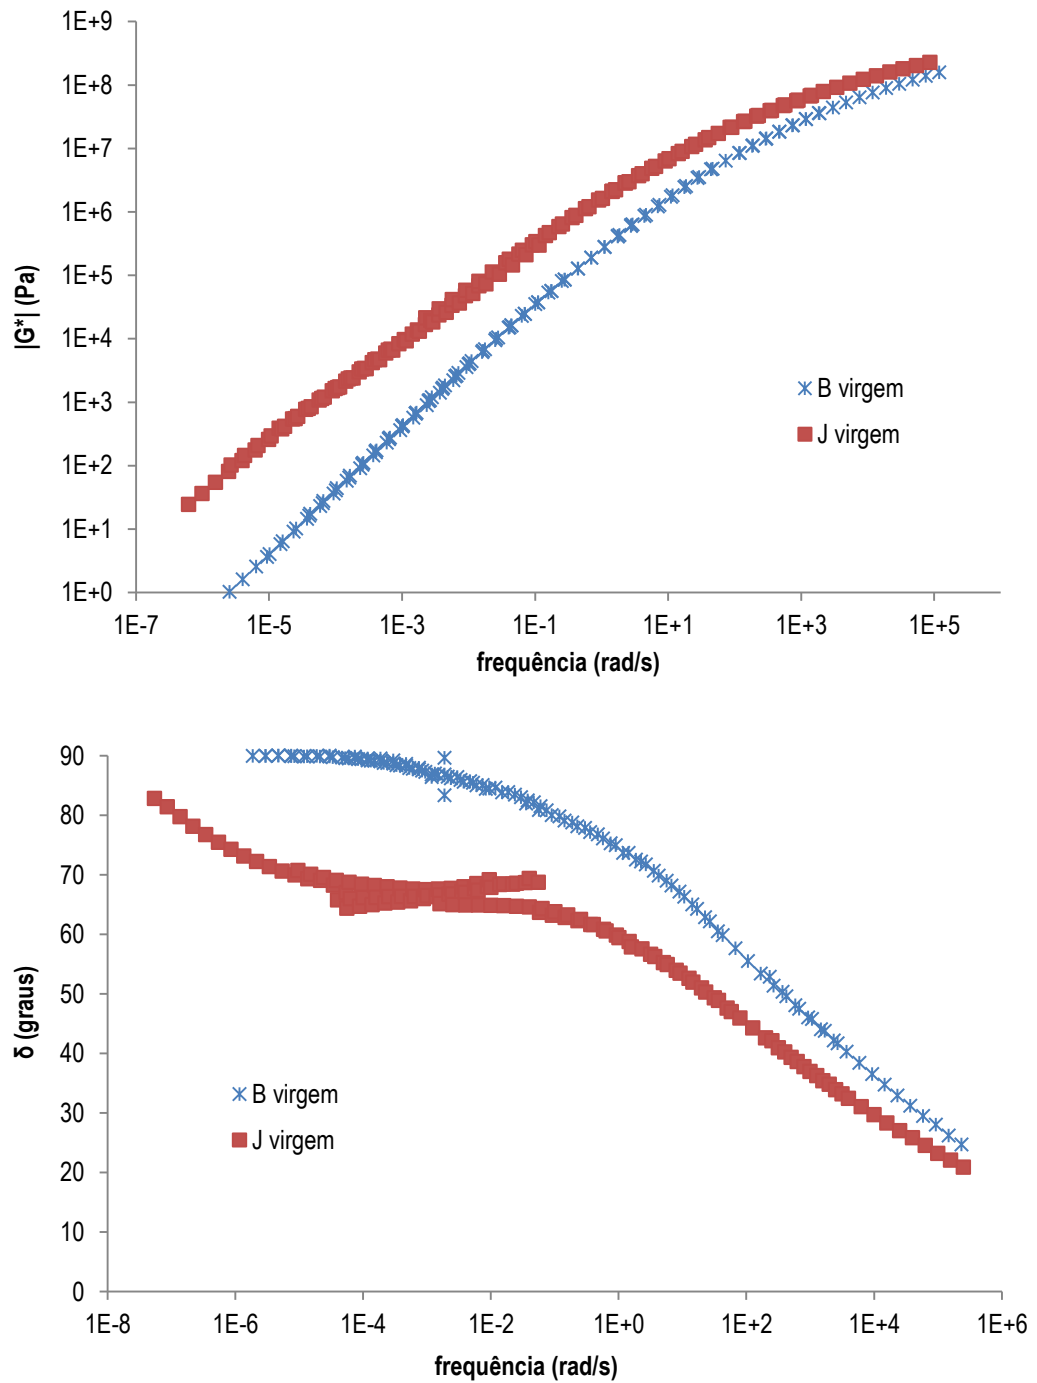 1E+9
1E+8
1E+7
1E+6
1E+5
1E+4
1E+3
1E+2
1E+1
1E+0
|G*| (Pa)
B virgem
J virgem
1E-7 1E-5 1E-3 1E-1 1E+1 1E+3 1E+5
frequência (rad/s)
90
80
70
60
50
40
30
20
10
0
δ (graus)
B virgem
J virgem
1E-8 1E-6 1E-4 1E-2 1E+0 1E+2 1E+4 1E+6
frequência (rad/s)